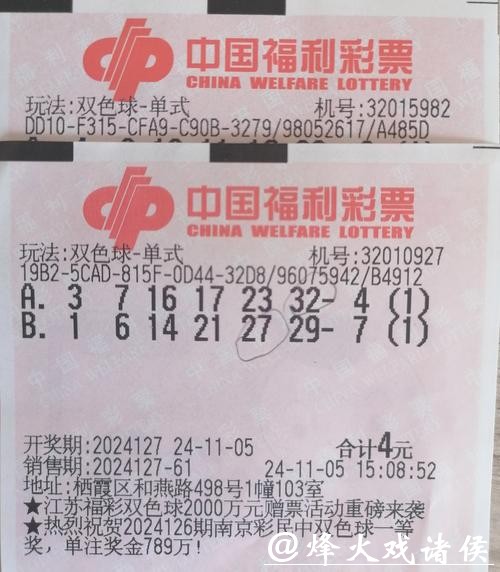 中国福利彩票
CHINA WELFARE LOTTERY
玩法:双色球-单式 机号:32015982
DD10-F315-CFA9-C90B-3279/98052617/A485D
中国福利彩票
CHINA WELFARE LOTTERY
玩法:双色球-单式 机号:32010927
19B2-5CAD-815F-0D44-32D8/96075942/B4912
A. 3 7 16 17 23 32- 4 (1)
B. 1 6 14 21 27 29- 7 (1)
开奖期:2024127 24-11-05 合计4元
销售期:2024127-61 24-11-05 15:08:52
地址:栖霞区和燕路498号1幢103室
★江苏福彩双色球2000万元赠票活动重磅来袭
★热烈祝贺2024126期南京彩民中双色球一等
奖，单注奖金789万!
@烽火戏诸侯